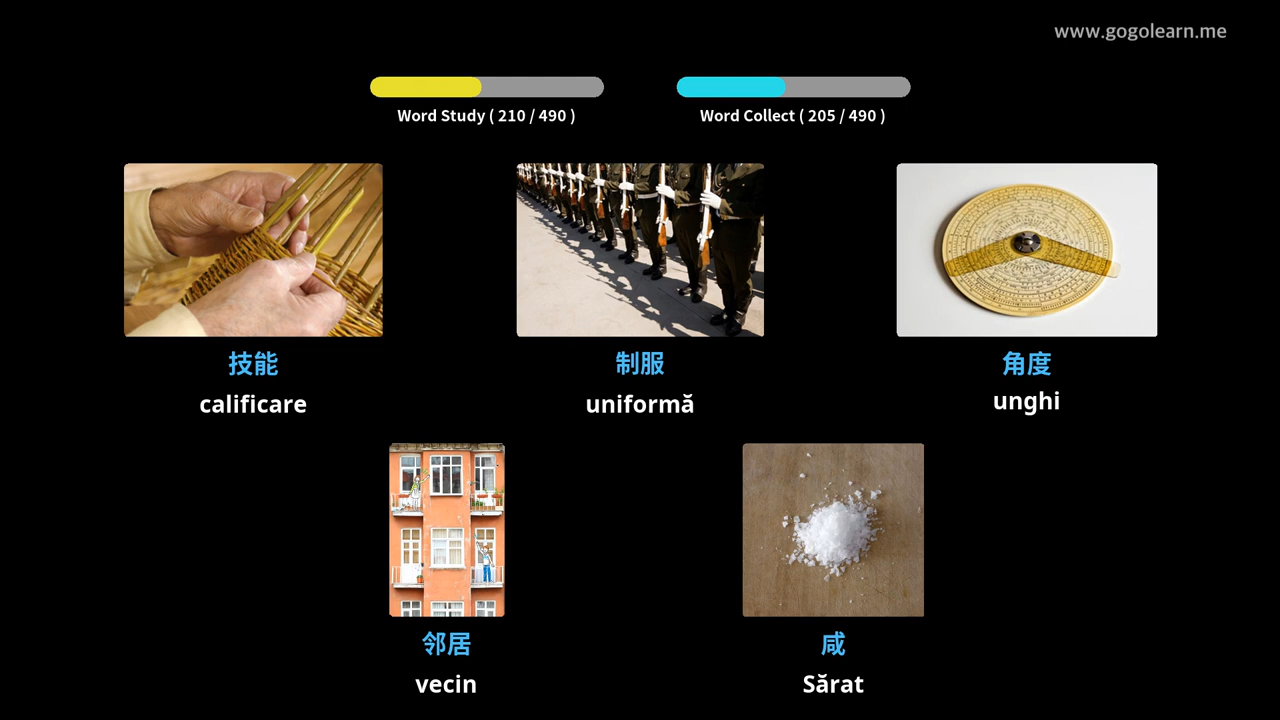 www.gogolearn.me
Word Study ( 210 / 490 )
Word Collect ( 205 / 490 )
技能
calificare
制服
uniformă
角度
unghi
邻居
vecin
咸
Sărat